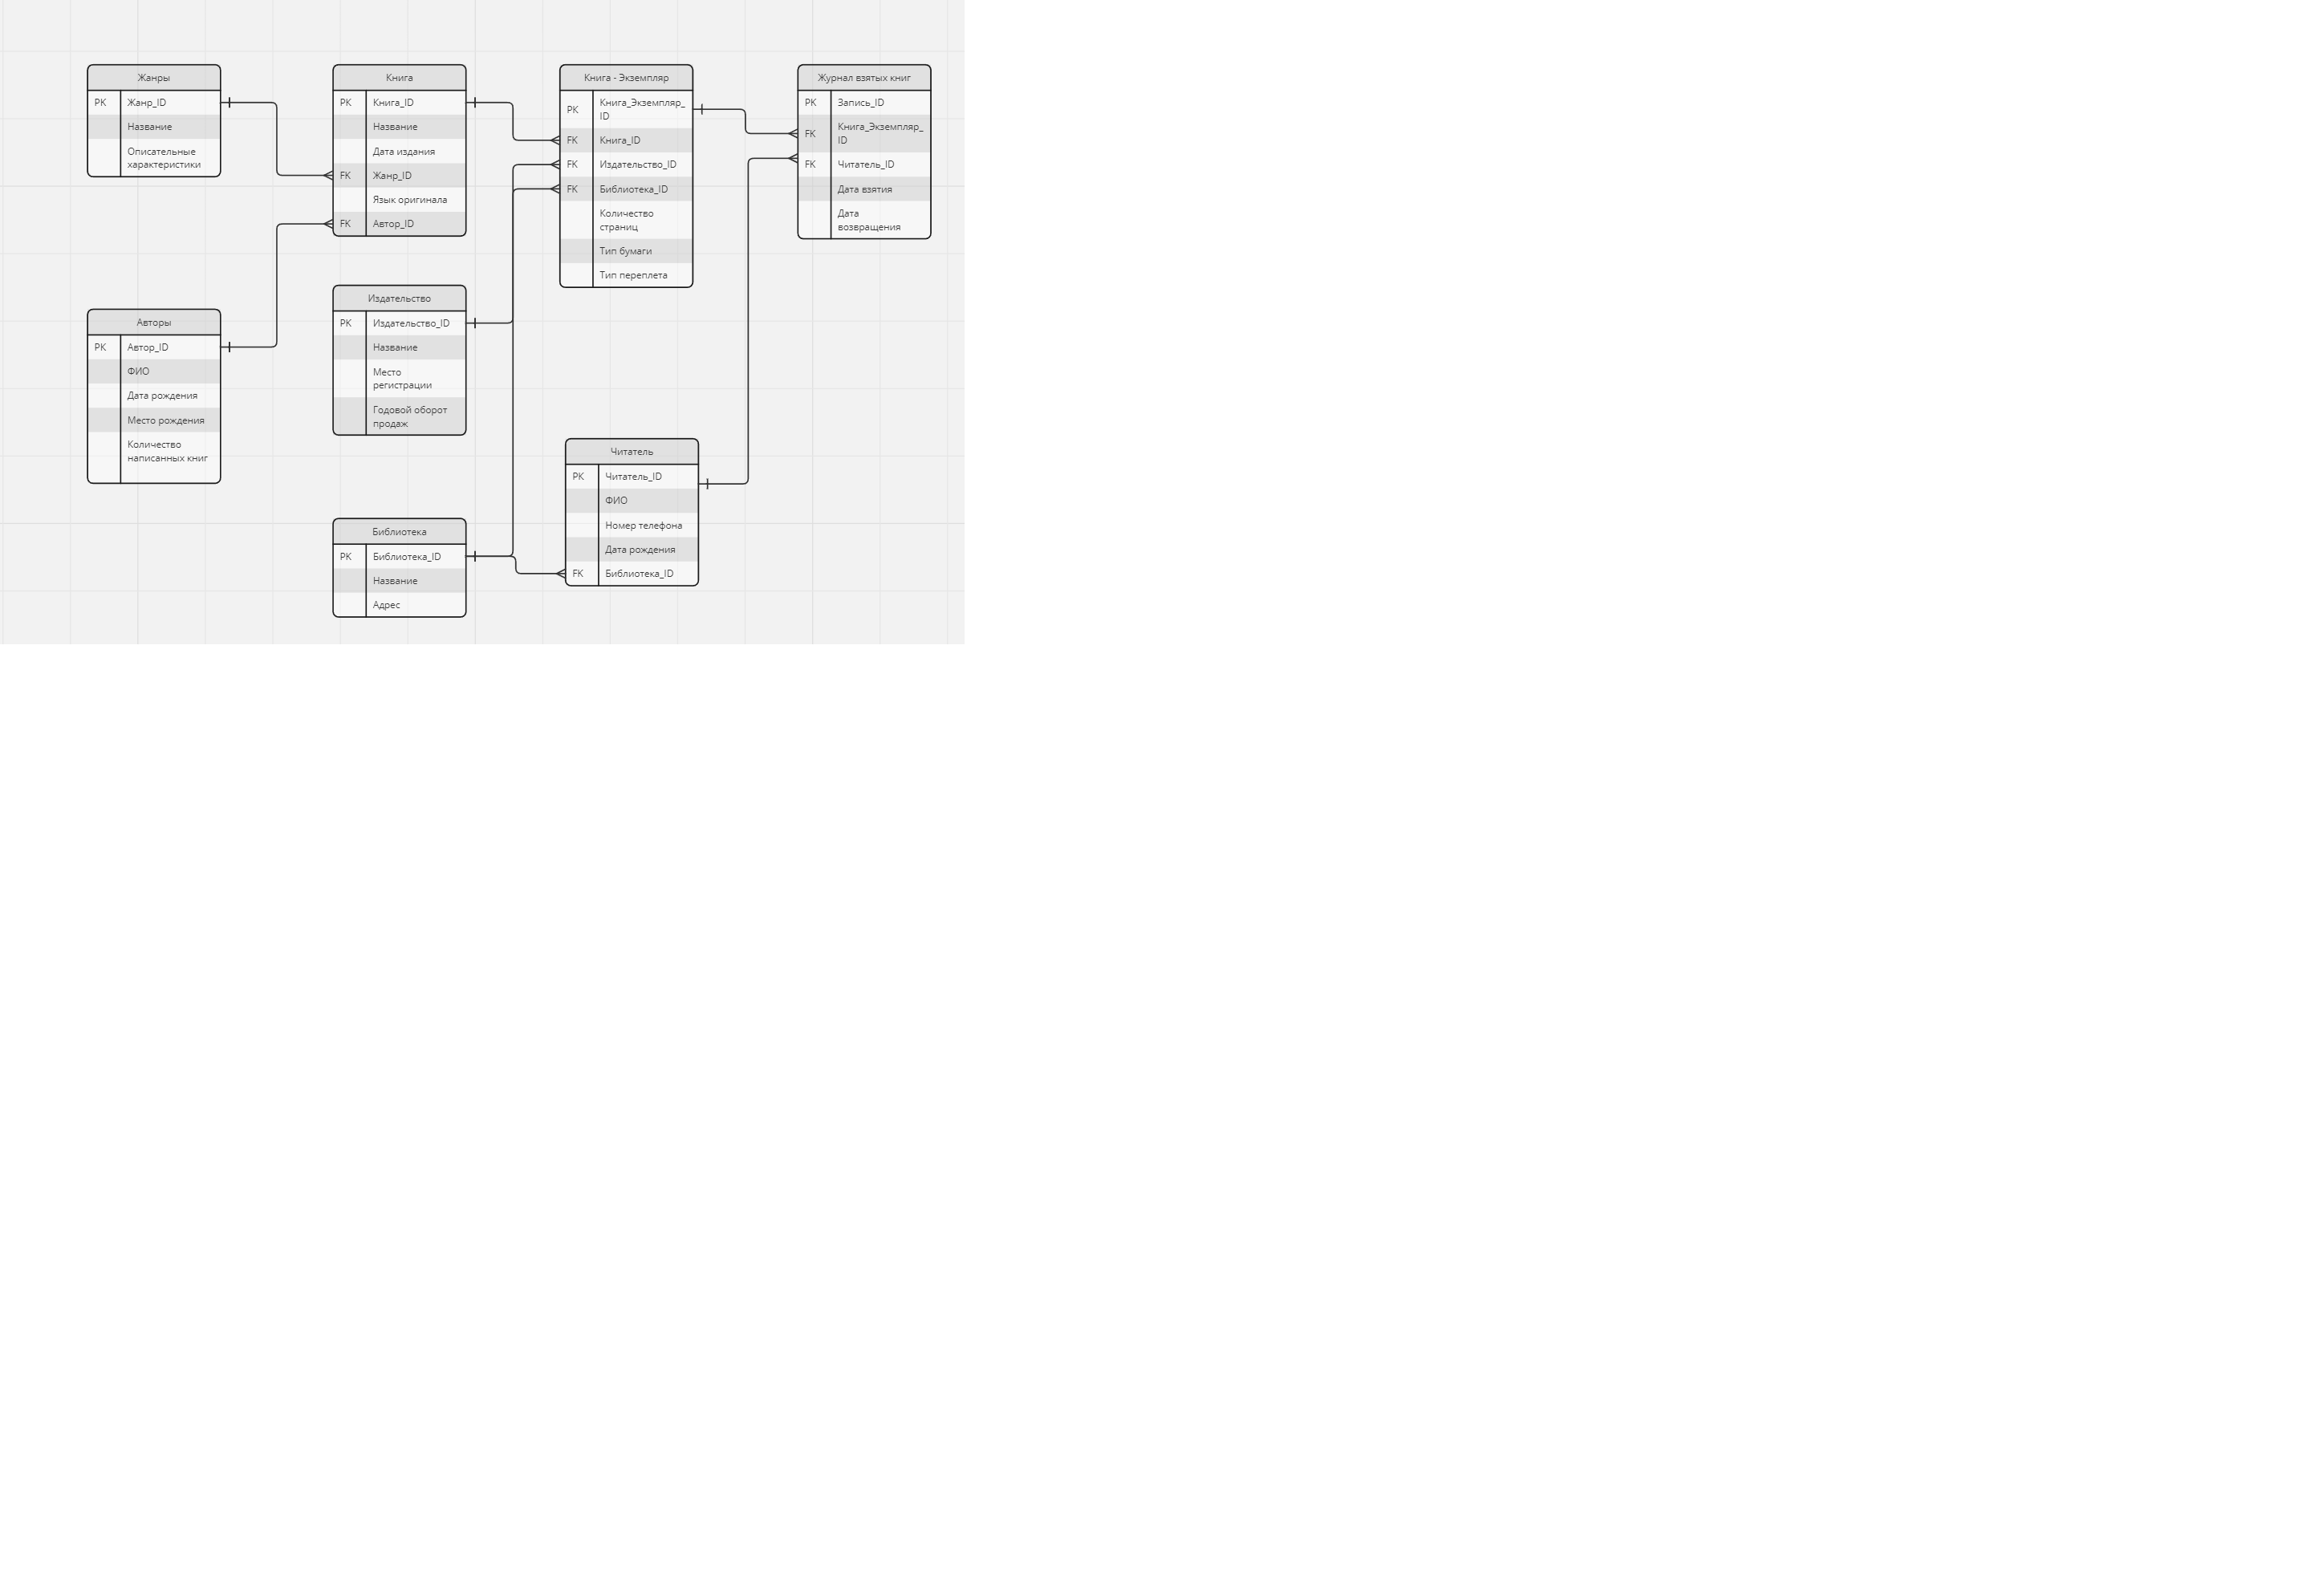 Жанры
PK Жанр_ID
Название
Описательные
характеристики
Книга
PK Книга_ID
Название
Дата издания
FK Жанр_ID
Язык оригинала
FK Автор_ID
Книга - Экземпляр
PK Книга_Экземпляр_
ID
FK Книга_ID
FK Издательство_ID
FK Библиотека_ID
Количество
страниц
Тип бумаги
Тип переплета
Журнал взятых книг
PK Запись_ID
FK Книга_Экземпляр_
ID
FK Читатель_ID
Дата взятия
Дата
возвращения
Авторы
PK Автор_ID
ФИО
Дата рождения
Место рождения
Количество
написанных книг
Издательство
PK Издательство_ID
Название
Место
регистрации
Годовой оборот
продаж
Читатель
PK Читатель_ID
ФИО
Номер телефона
Дата рождения
FK Библиотека_ID
Библиотека
PK Библиотека_ID
Название
Адрес